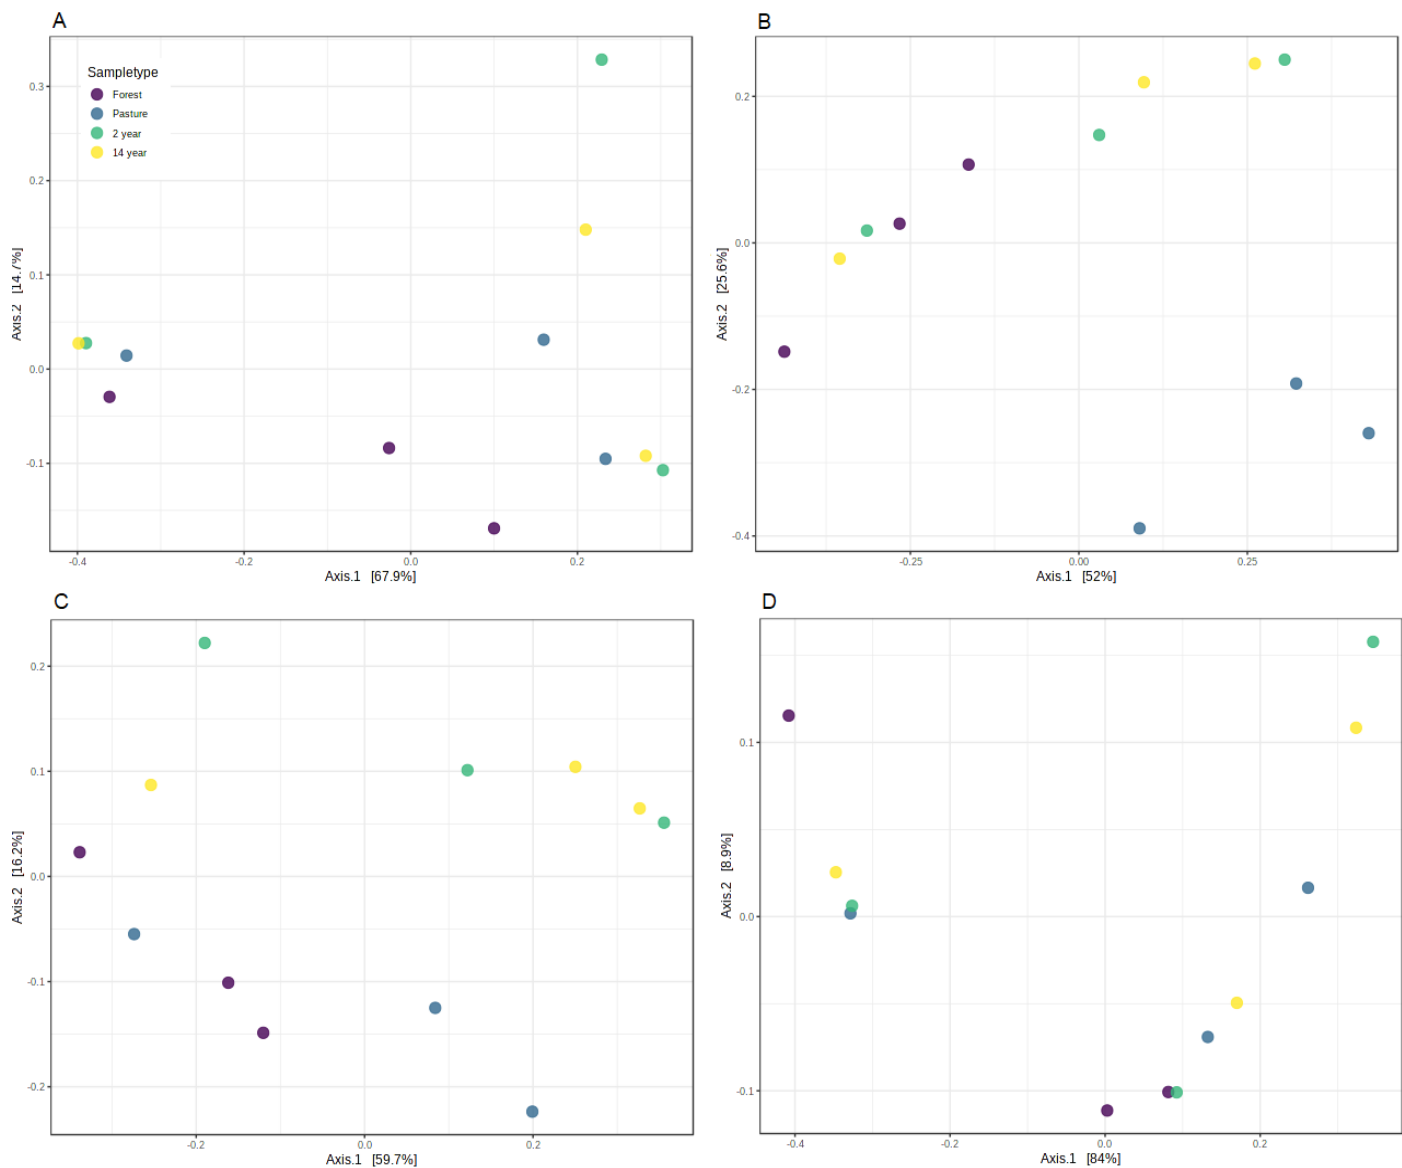 A
Sampletype
Forest
Pasture
2 year
14 year
0.3
0.2
0.1
0.0
-0.1
Axis.2 [14.7%]
-0.4
-0.2
0.0
0.2
Axis.1 [67.9%]
B
0.2
0.0
-0.2
-0.4
Axis.2 [25.6%]
-0.25
0.00
0.25
Axis.1 [52%]
C
0.2
0.1
0.0
-0.1
-0.2
Axis.2 [16.2%]
-0.2
0.0
0.2
Axis.1 [59.7%]
D
0.1
0.0
-0.1
Axis.2 [8.9%]
-0.4
-0.2
0.0
0.2
Axis.1 [84%]